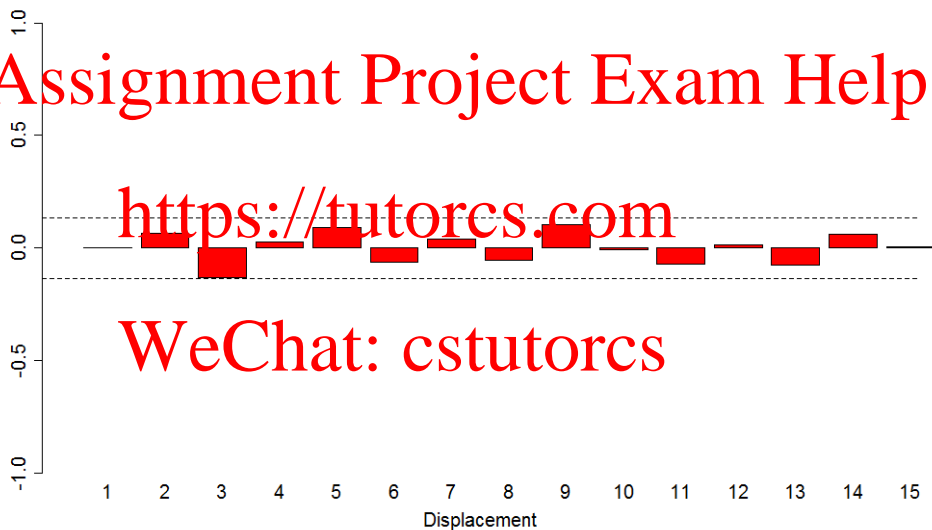 1.0
Assignment Project Exam Help
0.5
https://tutorcs.com
0.0
WeChat: cstutorcs
-0.5
-1.0
1 2 3 4 5 6 7 8 9 10 11 12 13 14 15
Displacement